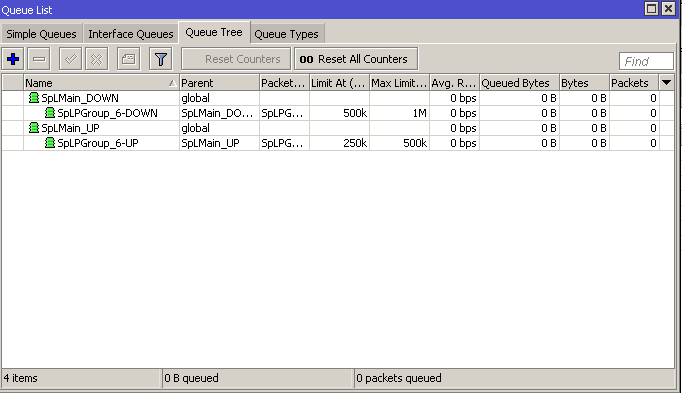 Queue List
Simple Queues Interface Queues Queue Tree Queue Types
Reset Counters 00 Reset All Counters Find
Name Parent Packet... Limit At (... Max Limit... Avg. R... Queued Bytes Bytes Packets
SpLMain_DOWN global 0 bps 0 B 0 B 0
SpLPGroup_6-DOWN SpLMain_DO... SpLPG... 500k 1M 0 bps 0 B 0 B 0
SpLMain_UP global 0 bps 0 B 0 B 0
SpLPGroup_6-UP SpLMain_UP SpLPG... 250k 500k 0 bps 0 B 0 B 0
4 items 0 B queued 0 packets queued